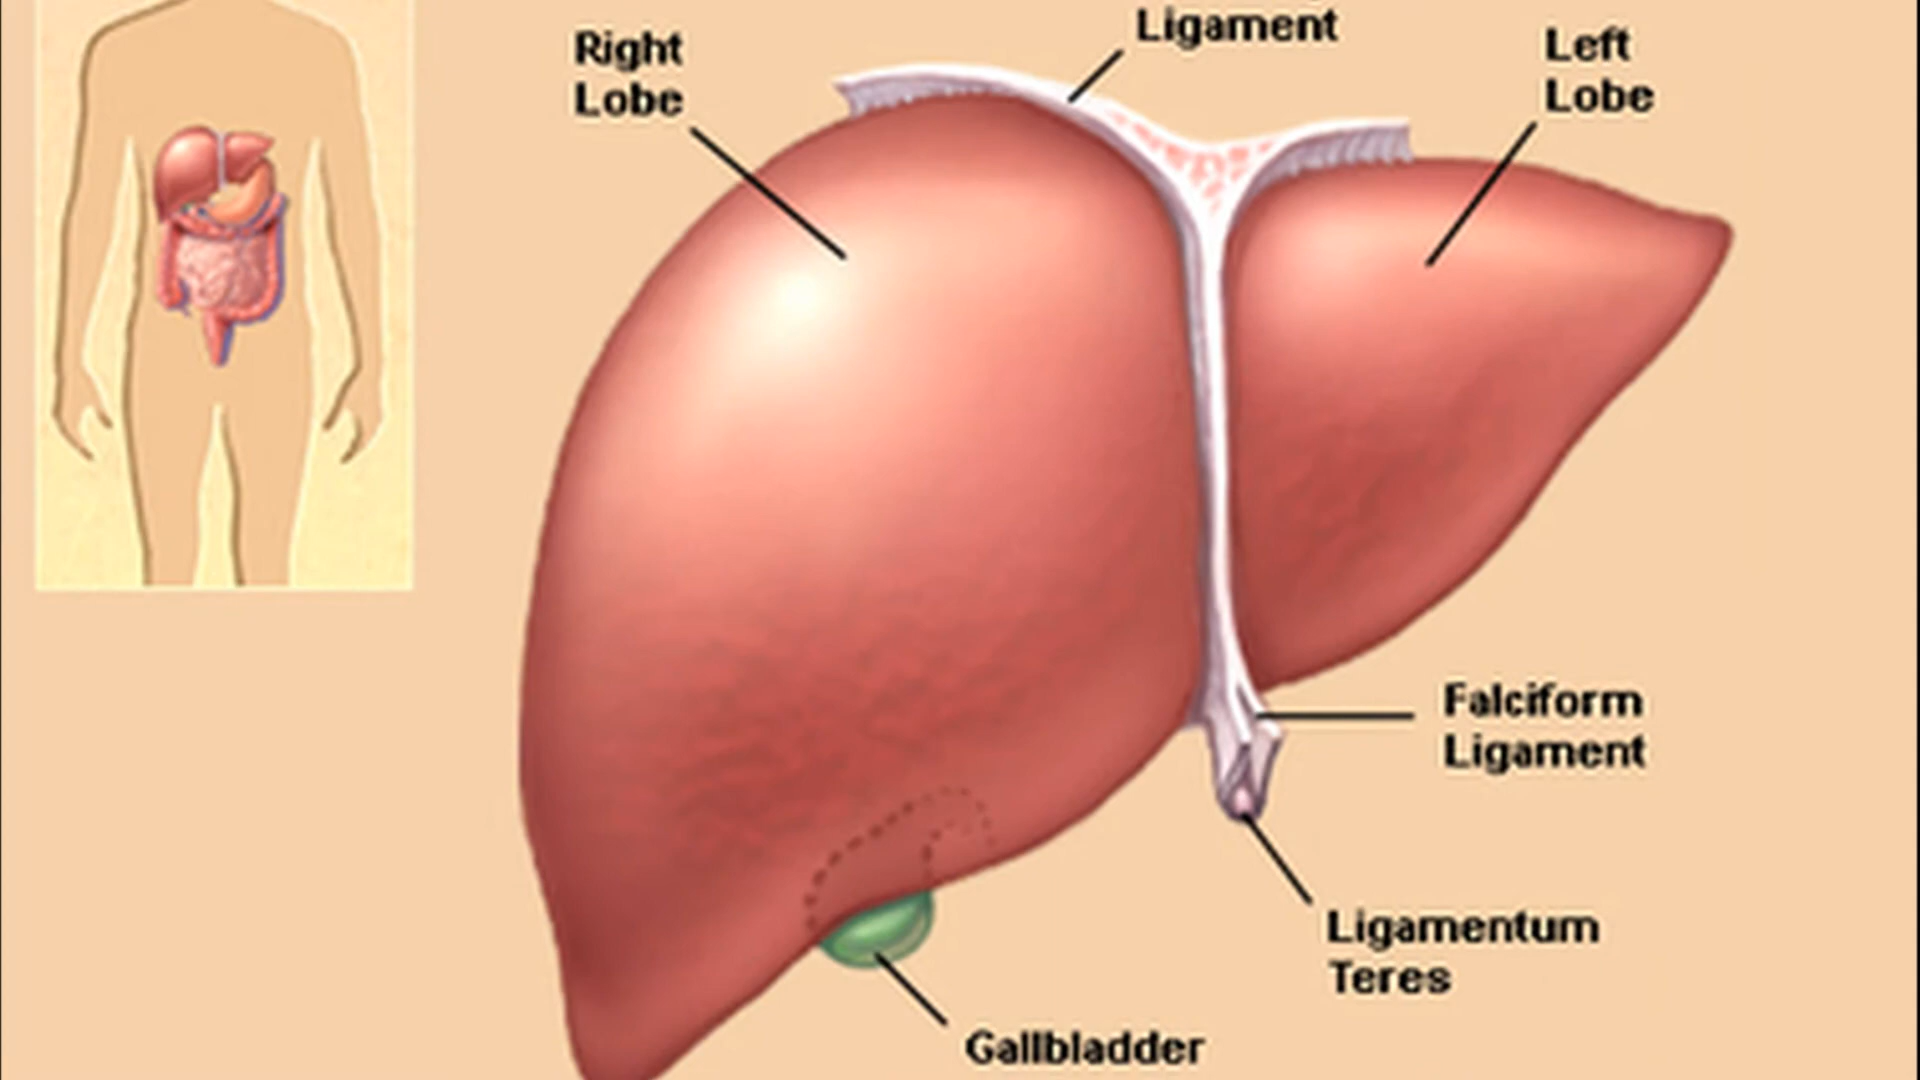 Right
Lobe
Ligament
Left
Lobe
Falciform
Ligament
Ligamentum
Teres
Gallbladder